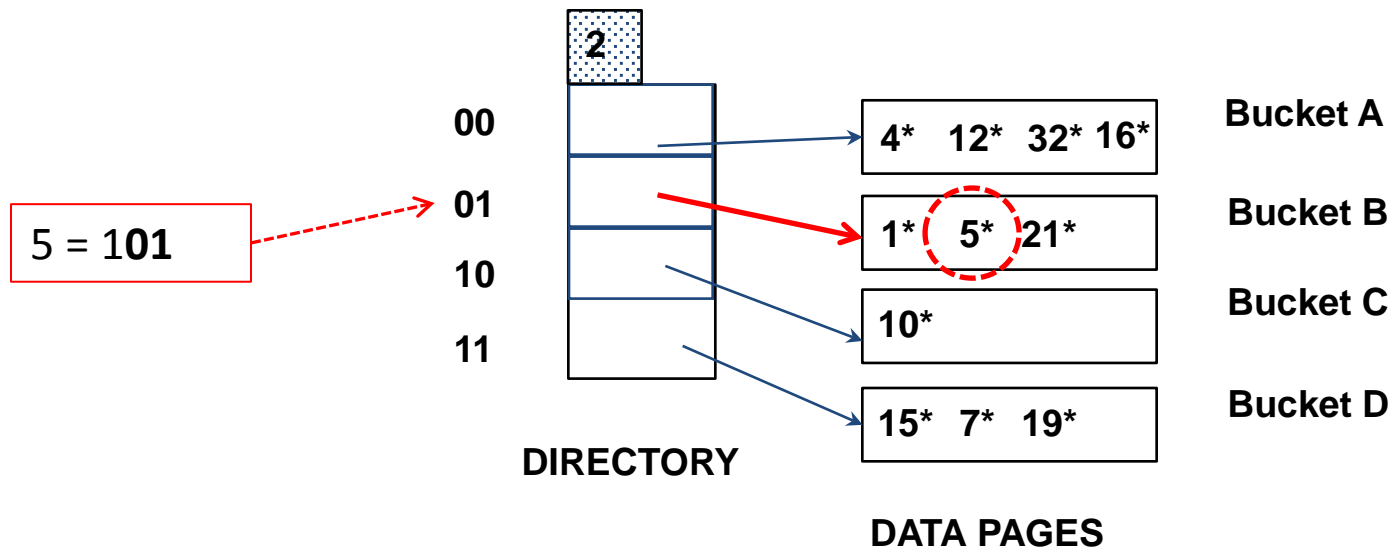 2
00
4* 12* 32* 16*
Bucket A
01
5 = 101
1* 5* 21*
Bucket B
10
10*
Bucket C
11
15* 7* 19*
Bucket D
DIRECTORY
DATA PAGES